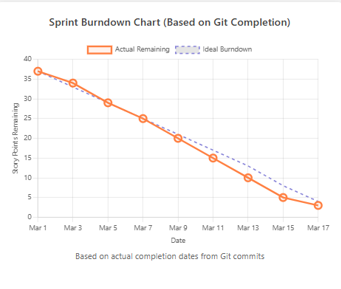 Sprint Burndown Chart (Based on Git Completion)
Actual Remaining Ideal Burndown
40
35
30
25
20
15
10
5
0
Story Points Remaining
Mar 1 Mar 3 Mar 5 Mar 7 Mar 9 Mar 11 Mar 13 Mar 15 Mar 17
Date
Based on actual completion dates from Git commits